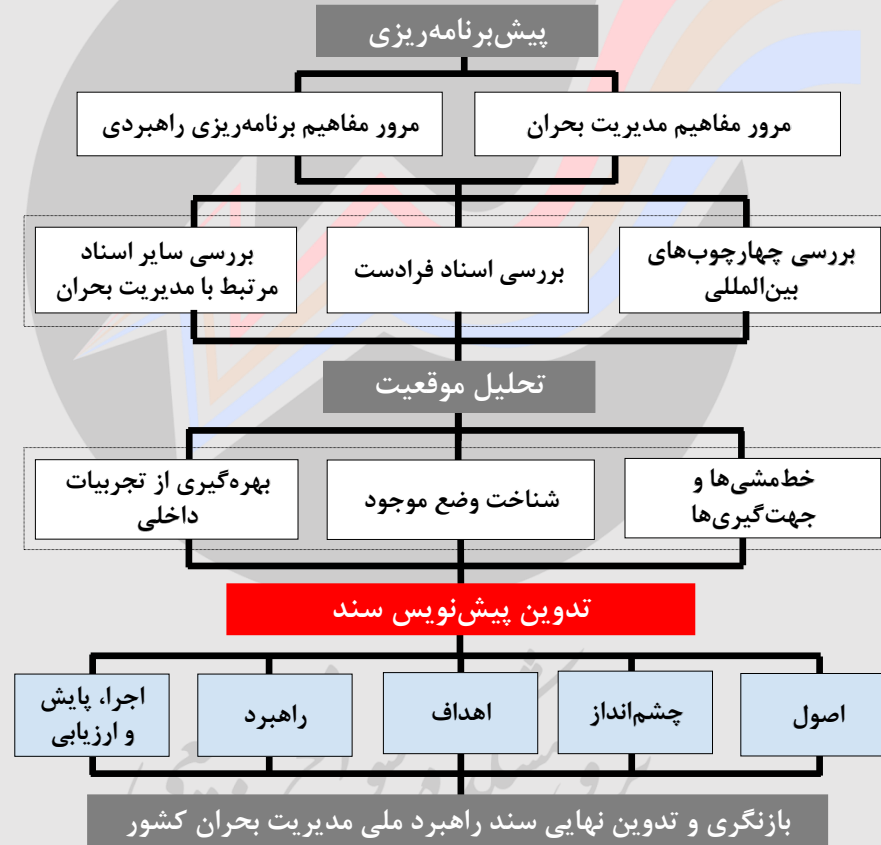 پیش‌برنامه‌ریزی
مرور مفاهیم مدیریت بحران
مرور مفاهیم برنامه‌ریزی راهبردی
بررسی چهارچوب‌های
بین‌المللی
بررسی اسناد فرادست
بررسی سایر اسناد
مرتبط با مدیریت بحران
تحلیل موقعیت
خط‌مشی‌ها و
جهت‌گیری‌ها
شناخت وضع موجود
بهره‌گیری از تجربیات
داخلی
تدوین پیش‌نویس سند
اصول
چشم‌انداز
اهداف
راهبرد
اجرا، پایش
و ارزیابی
بازنگری و تدوین نهایی سند راهبرد ملی مدیریت بحران کشور